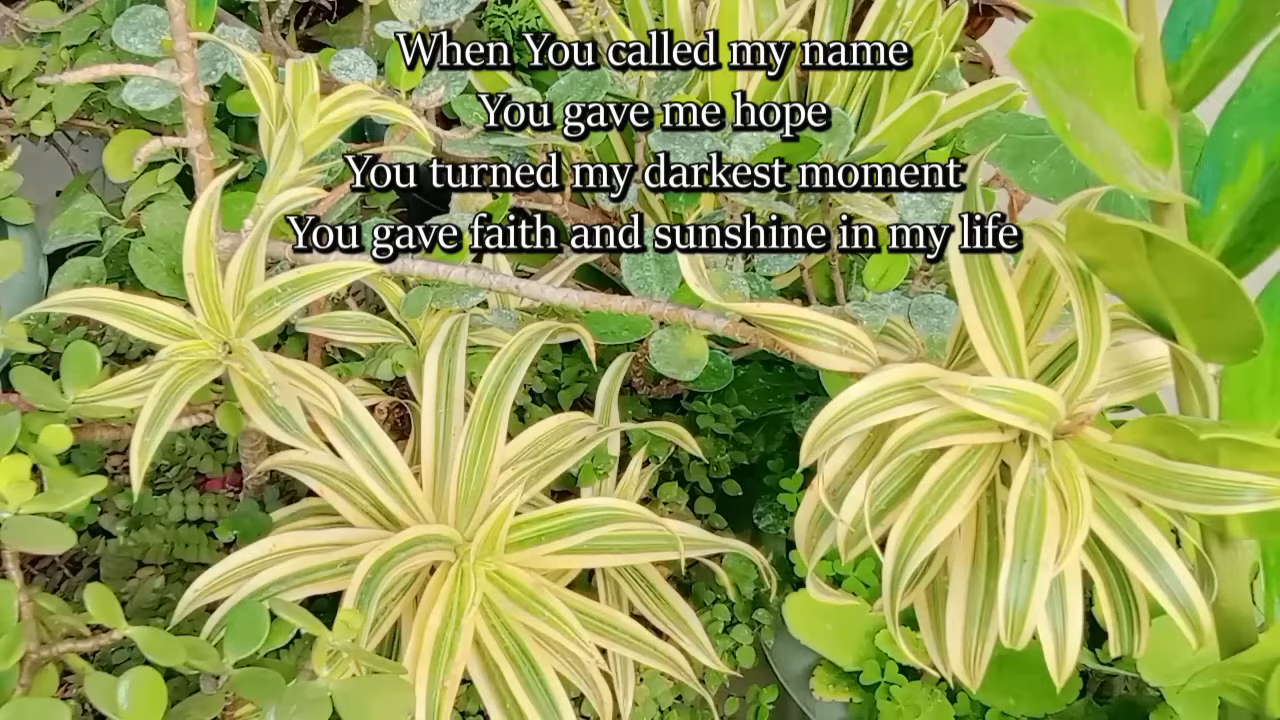 When You called my name
You gave me hope
You turned my darkest moment
You gave faith and sunshine in my life